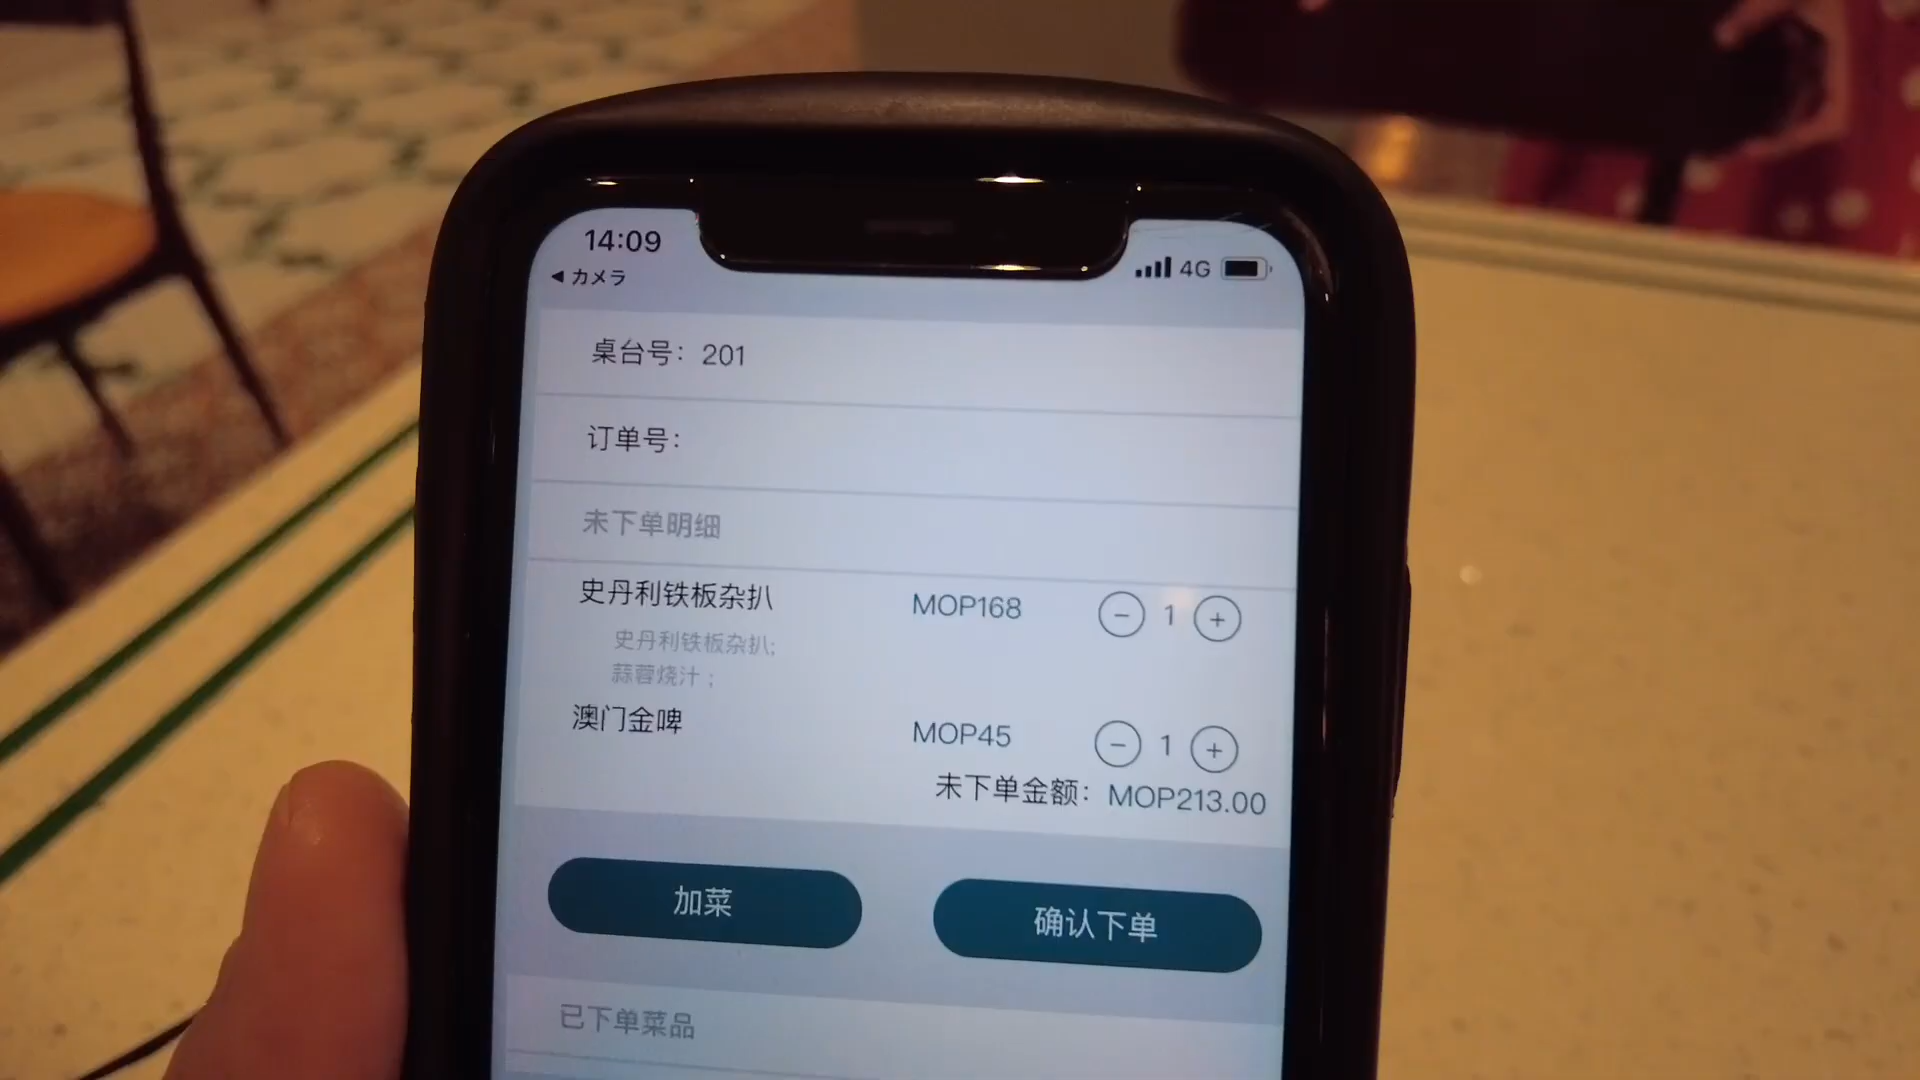 14:09
◀ カメラ
4G
桌台号：201
订单号：
未下单明细
史丹利铁板杂扒 MOP168 − 1 +
史丹利铁板杂扒;
蒜蓉烧汁 ;
澳门金啤 MOP45 − 1 +
未下单金额：MOP213.00
加菜 确认下单
已下单菜品